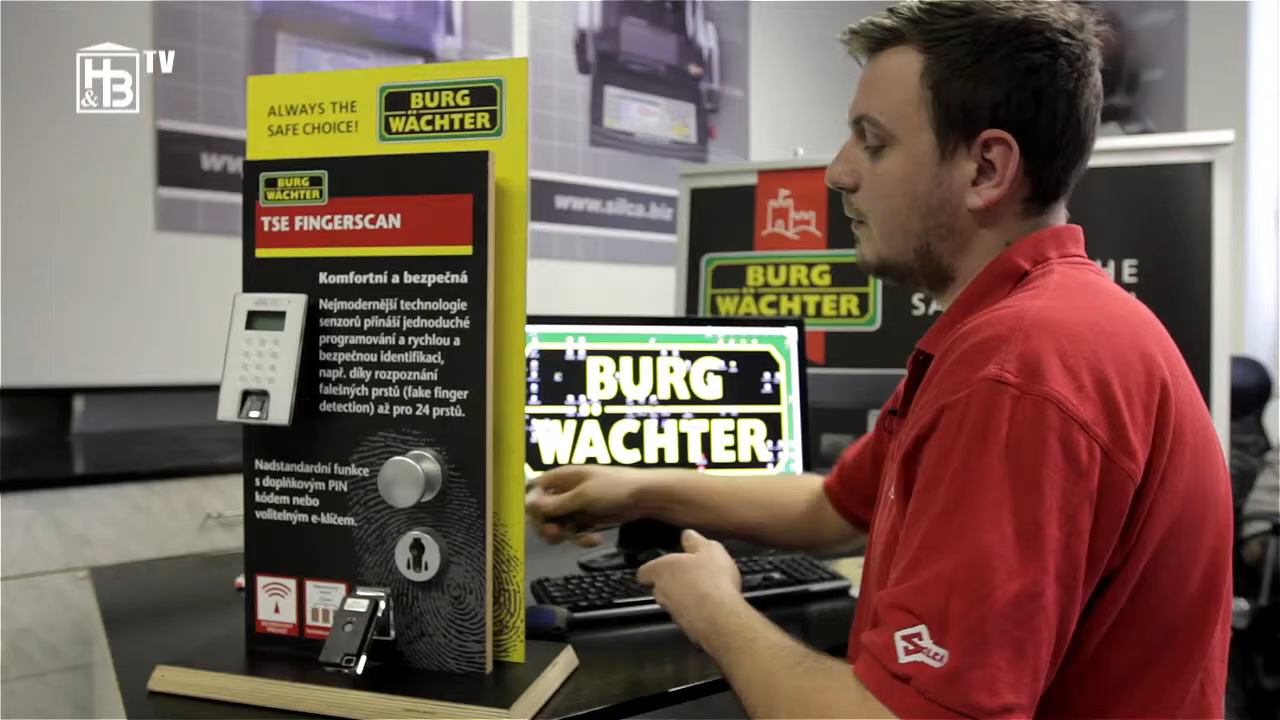 H&B TV
ALWAYS THE
SAFE CHOICE!
BURG
WÄCHTER
BURG
WÄCHTER
TSE FINGERSCAN
Komfortní a bezpečná
Nejmodernější technologie
senzorů přináší jednoduché
programování a rychlou a
bezpečnou identifikaci,
např. díky rozpoznání
falešných prstů (fake finger
detection) až pro 24 prstů.
Nadstandardní funkce
s doplňkovým PIN
kódem nebo
volitelným e-klíčem.
www.silca.biz
BURG
WÄCHTER
BURG
WÄCHTER
SILCA